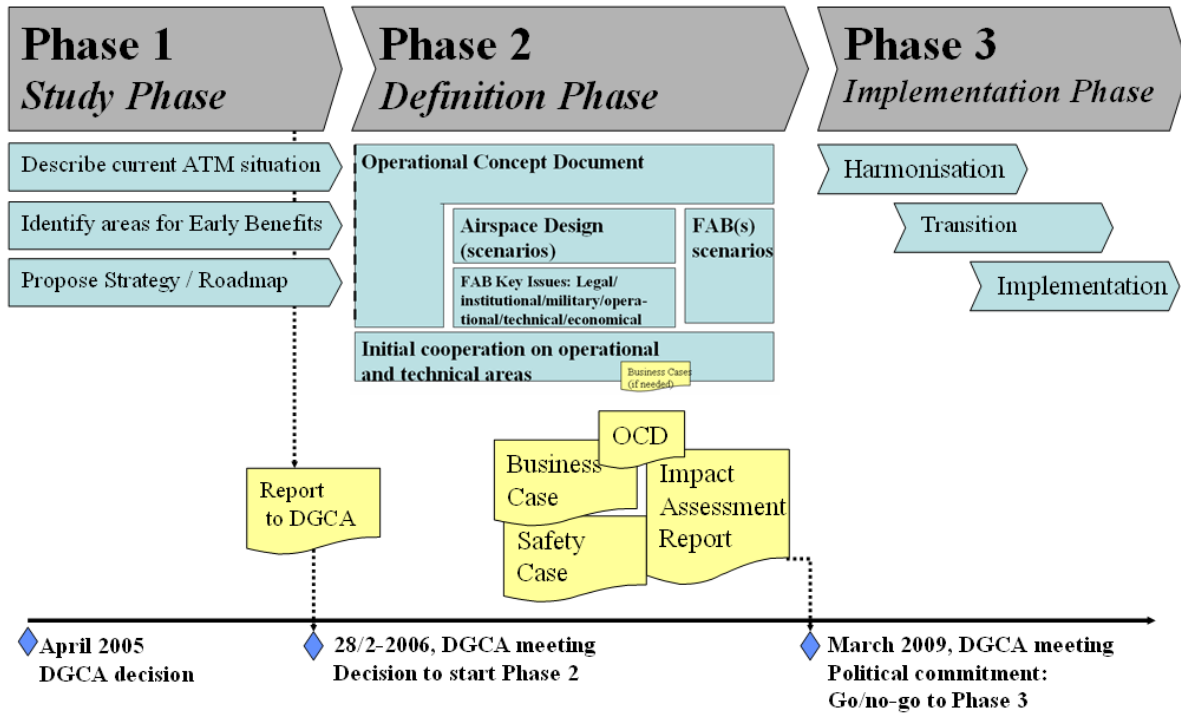 Phase 1
Study Phase
Phase 2
Definition Phase
Phase 3
Implementation Phase
Describe current ATM situation
Identify areas for Early Benefits
Propose Strategy / Roadmap
Operational Concept Document
Airspace Design
(scenarios)
FAB(s)
scenarios
FAB Key Issues: Legal/
institutional/military/opera-
tional/technical/economical
Initial cooperation on operational
and technical areas
Business Cases
(if needed)
Harmonisation
Transition
Implementation
Report
to DGCA
OCD
Business
Case
Impact
Assessment
Report
Safety
Case
April 2005
DGCA decision
28/2-2006, DGCA meeting
Decision to start Phase 2
March 2009, DGCA meeting
Political commitment:
Go/no-go to Phase 3